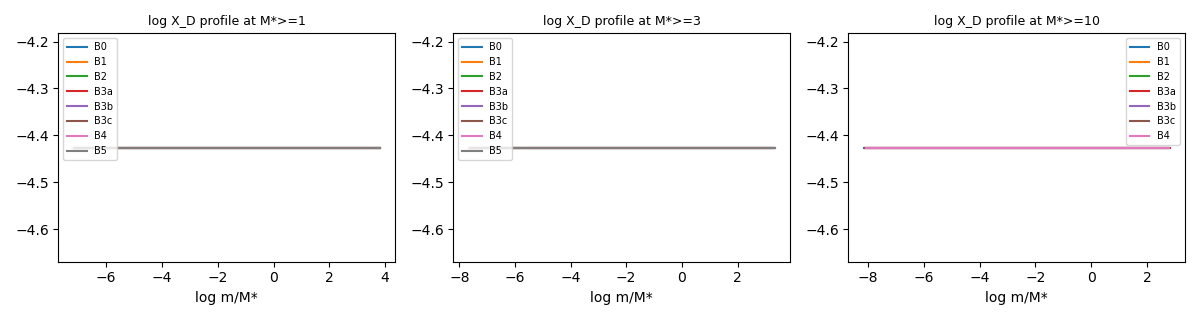 log X_D profile at M*>=1
−4.2
−4.3
−4.4
−4.5
−4.6
B0
B1
B2
B3a
B3b
B3c
B4
B5
−6
−4
−2
0
2
4
log m/M*
log X_D profile at M*>=3
−4.2
−4.3
−4.4
−4.5
−4.6
B0
B1
B2
B3a
B3b
B3c
B4
B5
−8
−6
−4
−2
0
2
log m/M*
log X_D profile at M*>=10
−4.2
−4.3
−4.4
−4.5
−4.6
B0
B1
B2
B3a
B3b
B3c
B4
−8
−6
−4
−2
0
2
log m/M*